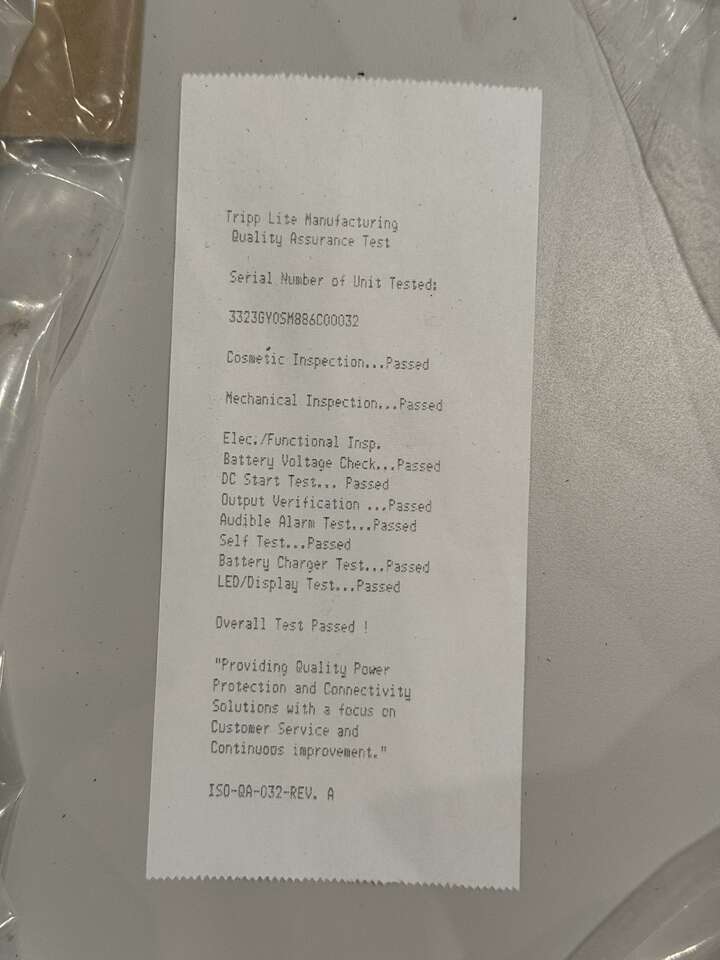 Tripp Lite Manufacturing
Quality Assurance Test
Serial Number of Unit Tested:
3323GYOSM886C00032
Cosmetic Inspection...Passed
Mechanical Inspection...Passed
Elec./Functional Insp.
Battery Voltage Check...Passed
DC Start Test... Passed
Output Verification ...Passed
Audible Alarm Test...Passed
Self Test...Passed
Battery Charger Test...Passed
LED/Display Test...Passed
Overall Test Passed !
"Providing Quality Power
Protection and Connectivity
Solutions with a focus on
Customer Service and
Continuous improvement."
ISO-QA-032-REV. A